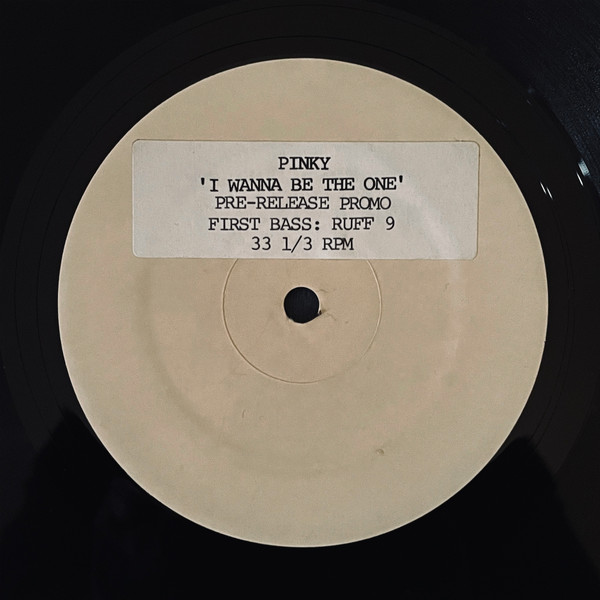 PINKY
'I WANNA BE THE ONE'
PRE-RELEASE PROMO
FIRST BASS: RUFF 9
33 1/3 RPM